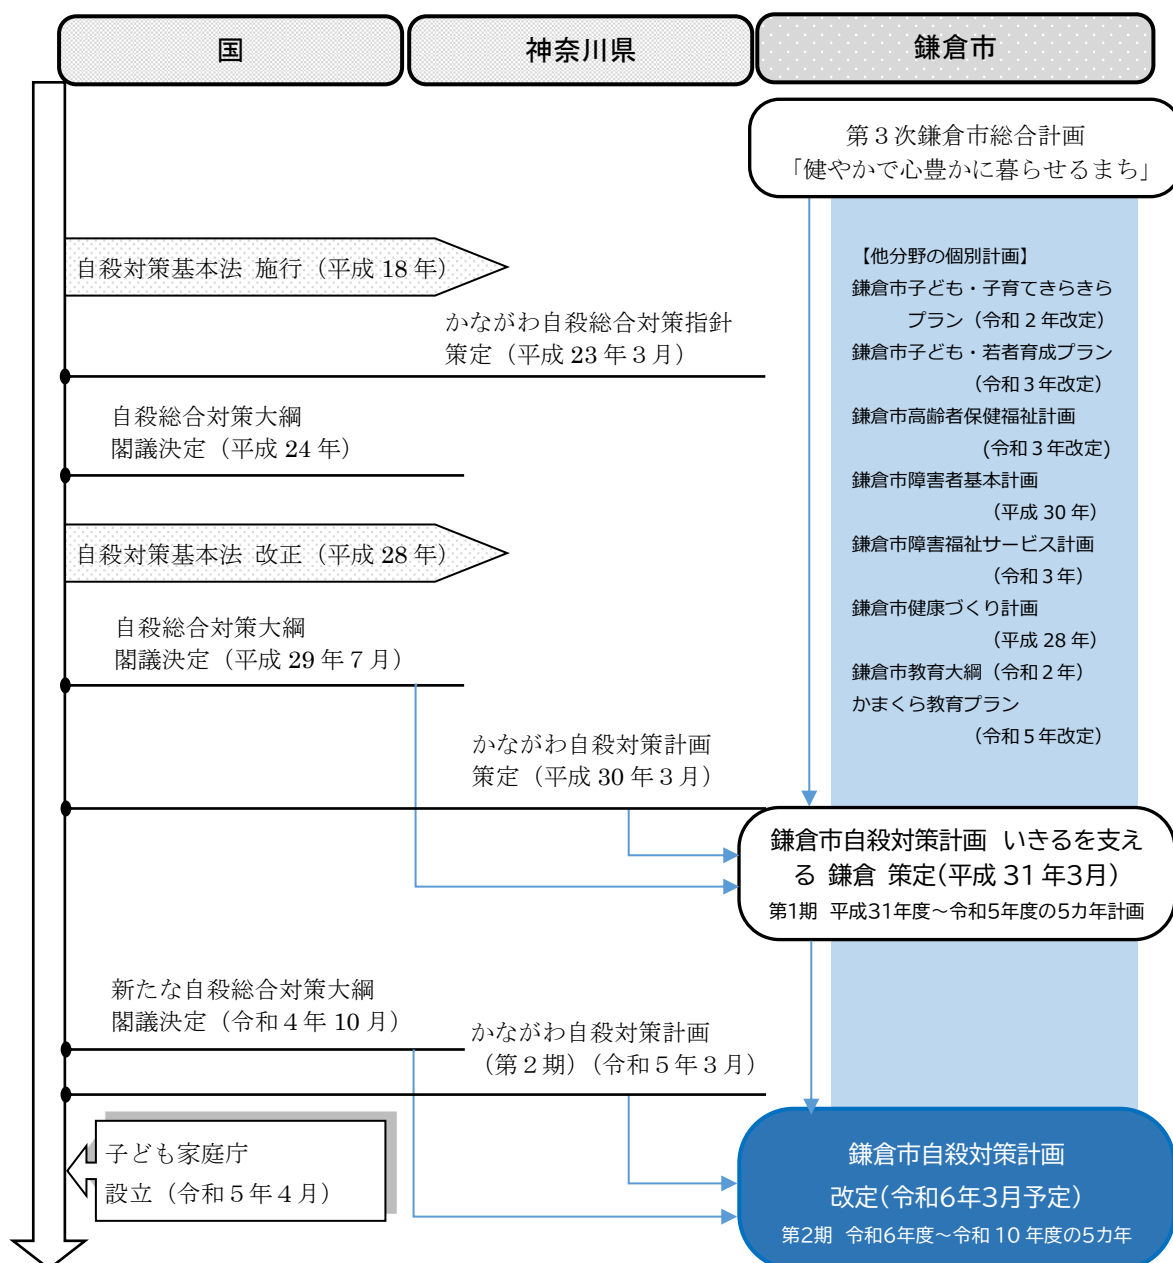 国
神奈川県
鎌倉市
第３次鎌倉市総合計画
「健やかで心豊かに暮らせるまち」
自殺対策基本法 施行（平成 18 年）
かながわ自殺総合対策指針
策定（平成 23 年３月）
自殺総合対策大綱
閣議決定（平成 24 年）
自殺対策基本法 改正（平成 28 年）
自殺総合対策大綱
閣議決定（平成 29 年７月）
かながわ自殺対策計画
策定（平成 30 年３月）
【他分野の個別計画】
鎌倉市子ども・子育てきらきら
プラン（令和２年改定）
鎌倉市子ども・若者育成プラン
（令和３年改定）
鎌倉市高齢者保健福祉計画
(令和３年改定)
鎌倉市障害者基本計画
（平成 30 年）
鎌倉市障害福祉サービス計画
（令和３年）
鎌倉市健康づくり計画
（平成 28 年）
鎌倉市教育大綱（令和２年）
かまくら教育プラン
（令和５年改定）
鎌倉市自殺対策計画 いきるを支え
る 鎌倉 策定(平成 31 年3月)
第1期 平成31年度～令和5年度の5カ年計画
新たな自殺総合対策大綱
閣議決定（令和４年 10 月）
かながわ自殺対策計画
（第２期）（令和５年３月）
子ども家庭庁
設立（令和５年４月）
鎌倉市自殺対策計画
改定(令和6年3月予定)
第2期 令和6年度～令和 10 年度の5カ年